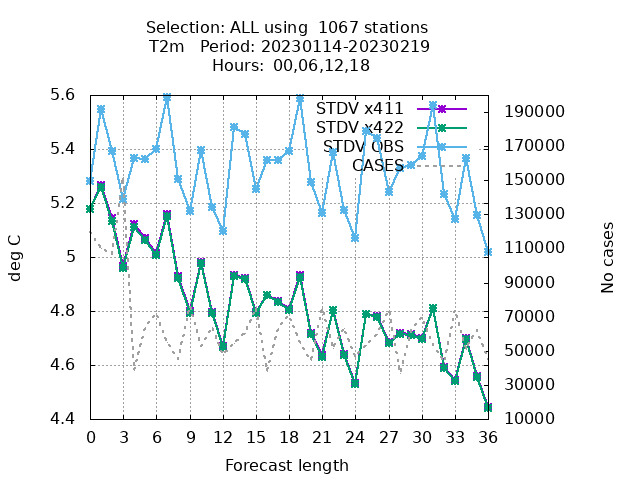 Selection: ALL using  1067 stations
T2m   Period: 20230114-20230219
Hours:  00,06,12,18
STDV x411
STDV x422
STDV OBS
CASES
5.6
5.4
5.2
5
4.8
4.6
4.4
deg C
190000
170000
150000
130000
110000
90000
70000
50000
30000
10000
No cases
0 3 6 9 12 15 18 21 24 27 30 33 36
Forecast length